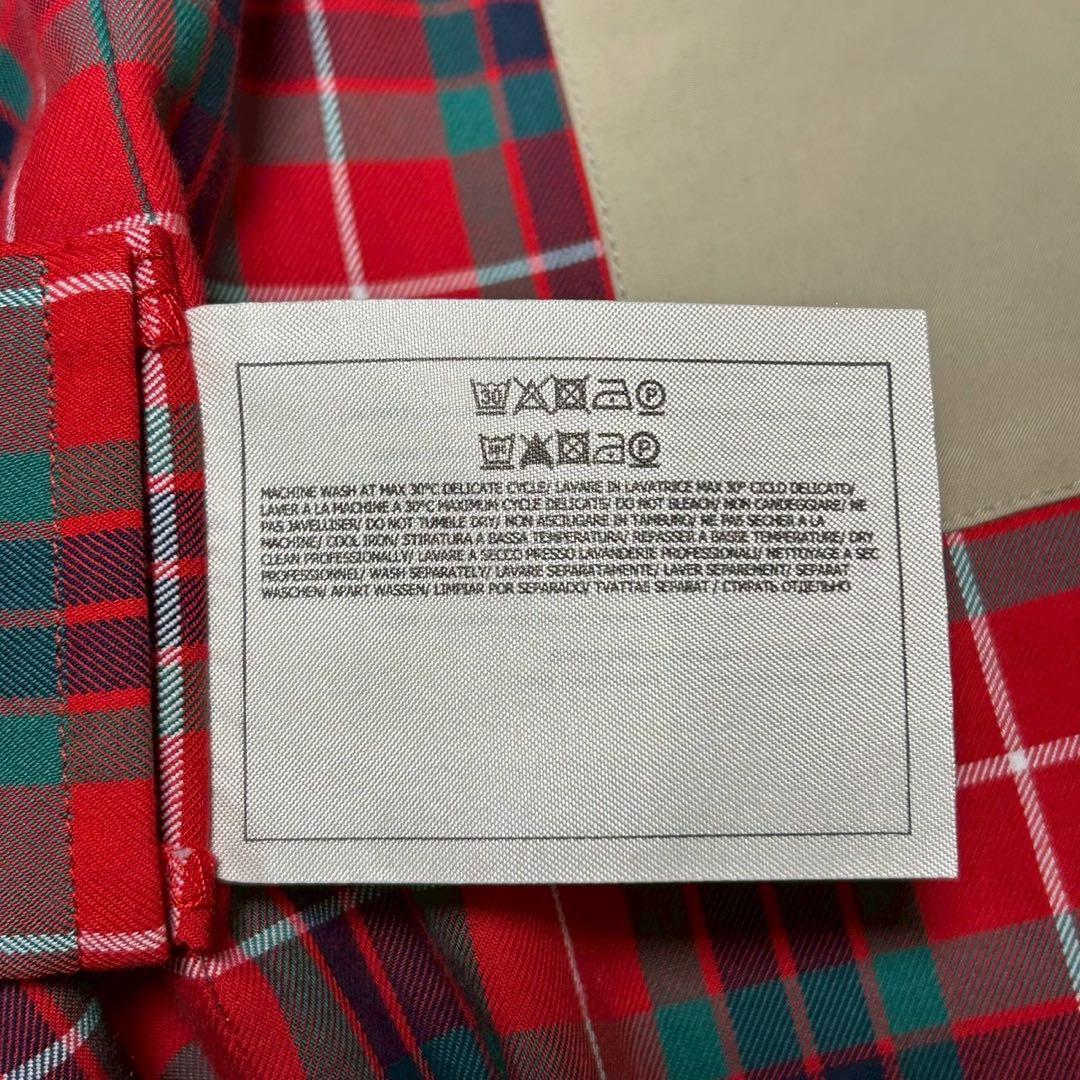 30 P
30 P
MACHINE WASH AT MAX 30°C DELICATE CYCLE/ LAVARE IN LAVATRICE MAX 30° CICLO DELICATO/
LAVER A LA MACHINE A 30°C MAXIMUM CYCLE DELICATS/ DO NOT BLEACH/ NON CANDEGGIARE/ NE
PAS JAVELLISER/ DO NOT TUMBLE DRY/ NON ASCIUGARE IN TAMBURO/ NE PAS SECHER A LA
MACHINE/ COOL IRON/ STIRATURA A BASSA TEMPERATURA/ REPASSER A BASSE TEMPERATURE/ DRY
CLEAN PROFESSIONALLY/ LAVARE A SECCO PRESSO LAVANDERIE PROFESSIONALI/ NETTOYAGE A SEC
PROFESSIONNEL/ WASH SEPARATELY/ LAVARE SEPARATAMENTE/ LAVER SEPAREMENT/ SEPARAT
WASCHEN/ APART WASSEN/ LIMPIAR POR SEPARADO/ TVATTAS SEPARAT / СТИРАТЬ ОТДЕЛЬНО